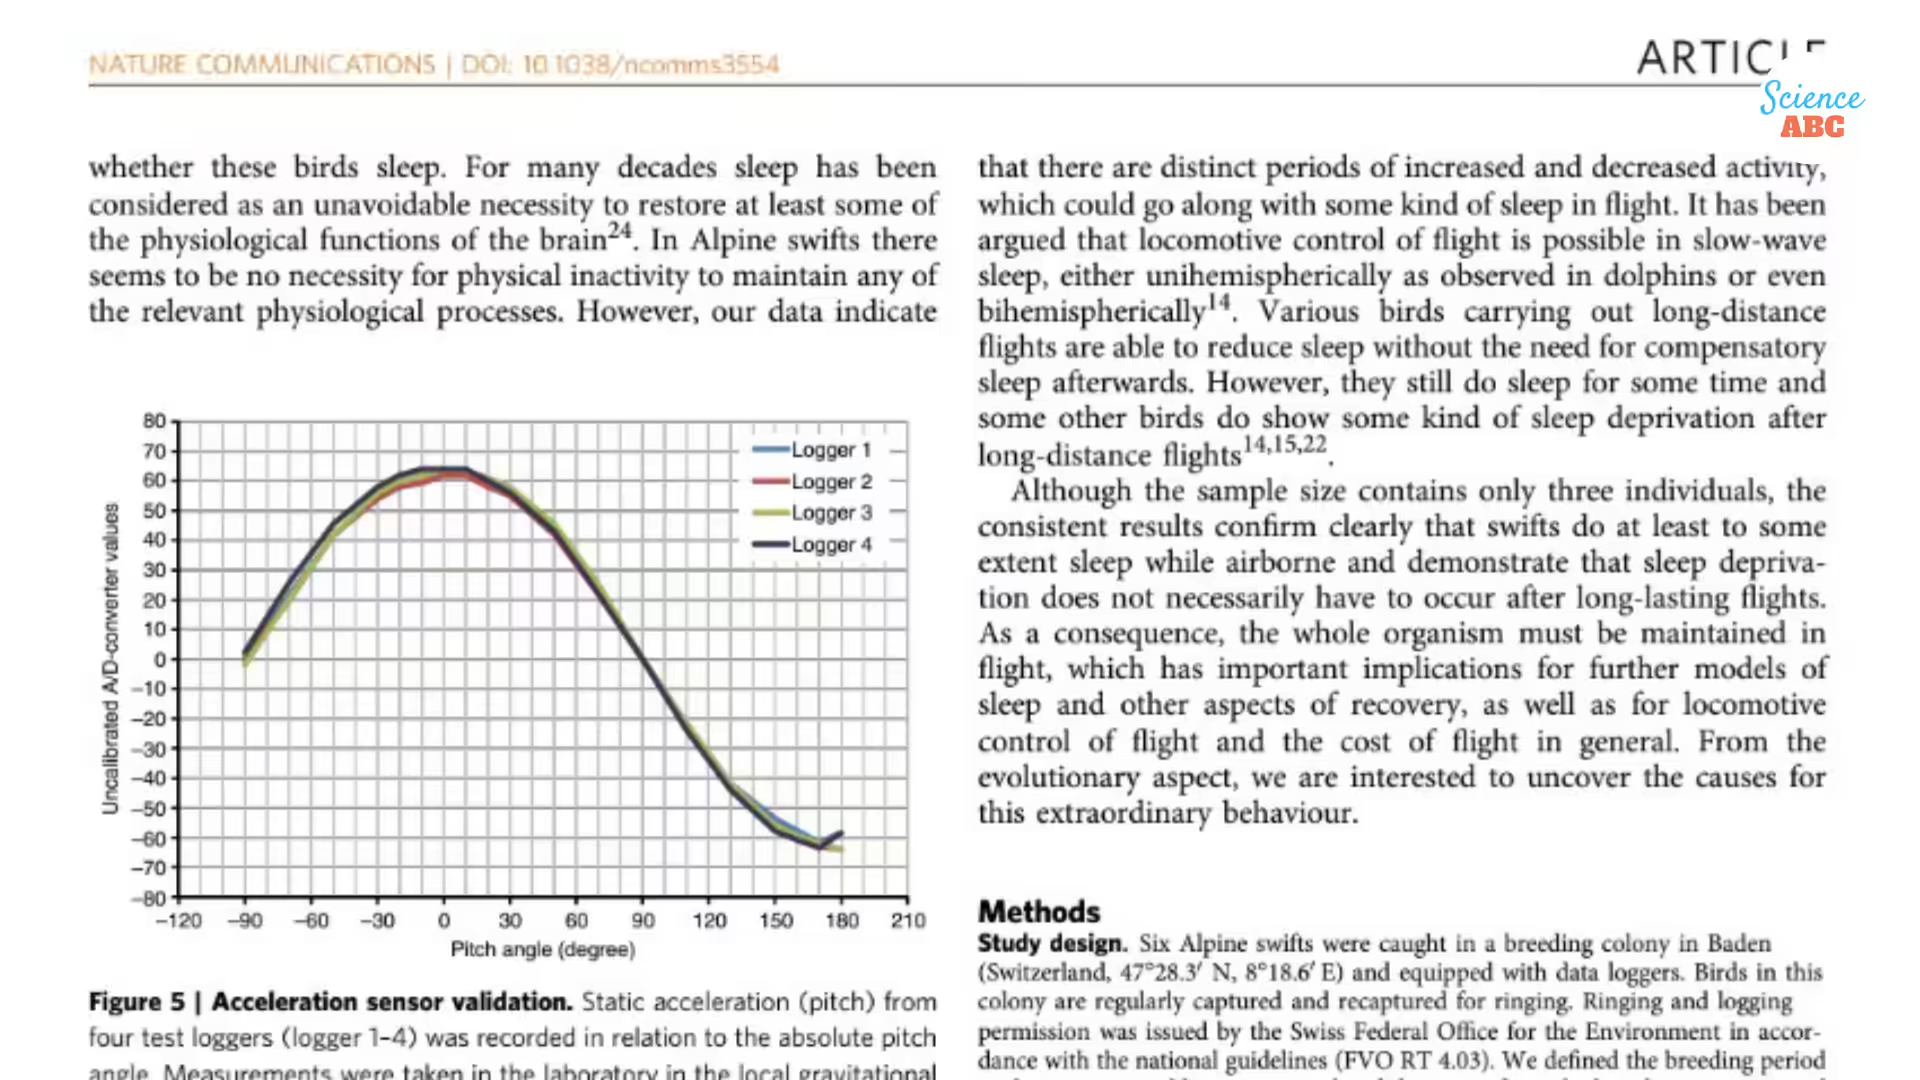 NATURE COMMUNICATIONS | DOI: 10.1038/ncomms3554
Science
ABC
whether these birds sleep. For many decades sleep has been
considered as an unavoidable necessity to restore at least some of
the physiological functions of the brain24. In Alpine swifts there
seems to be no necessity for physical inactivity to maintain any of
the relevant physiological processes. However, our data indicate
80
70
60
50
40
30
20
10
0
−10
−20
−30
−40
−50
−60
−70
−80
Uncalibrated A/D-converter values
Logger 1
Logger 2
Logger 3
Logger 4
−120 −90 −60 −30 0 30 60 90 120 150 180 210
Pitch angle (degree)
Figure 5 | Acceleration sensor validation. Static acceleration (pitch) from
four test loggers (logger 1–4) was recorded in relation to the absolute pitch
angle. Measurements were taken in the laboratory in the local gravitational
that there are distinct periods of increased and decreased activity,
which could go along with some kind of sleep in flight. It has been
argued that locomotive control of flight is possible in slow-wave
sleep, either unihemispherically as observed in dolphins or even
bihemispherically14. Various birds carrying out long-distance
flights are able to reduce sleep without the need for compensatory
sleep afterwards. However, they still do sleep for some time and
some other birds do show some kind of sleep deprivation after
long-distance flights14,15,22.
Although the sample size contains only three individuals, the
consistent results confirm clearly that swifts do at least to some
extent sleep while airborne and demonstrate that sleep depriva-
tion does not necessarily have to occur after long-lasting flights.
As a consequence, the whole organism must be maintained in
flight, which has important implications for further models of
sleep and other aspects of recovery, as well as for locomotive
control of flight and the cost of flight in general. From the
evolutionary aspect, we are interested to uncover the causes for
this extraordinary behaviour.
Methods
Study design. Six Alpine swifts were caught in a breeding colony in Baden
(Switzerland, 47°28.3′ N, 8°18.6′ E) and equipped with data loggers. Birds in this
colony are regularly captured and recaptured for ringing. Ringing and logging
permission was issued by the Swiss Federal Office for the Environment in accor-
dance with the national guidelines (FVO RT 4.03). We defined the breeding period